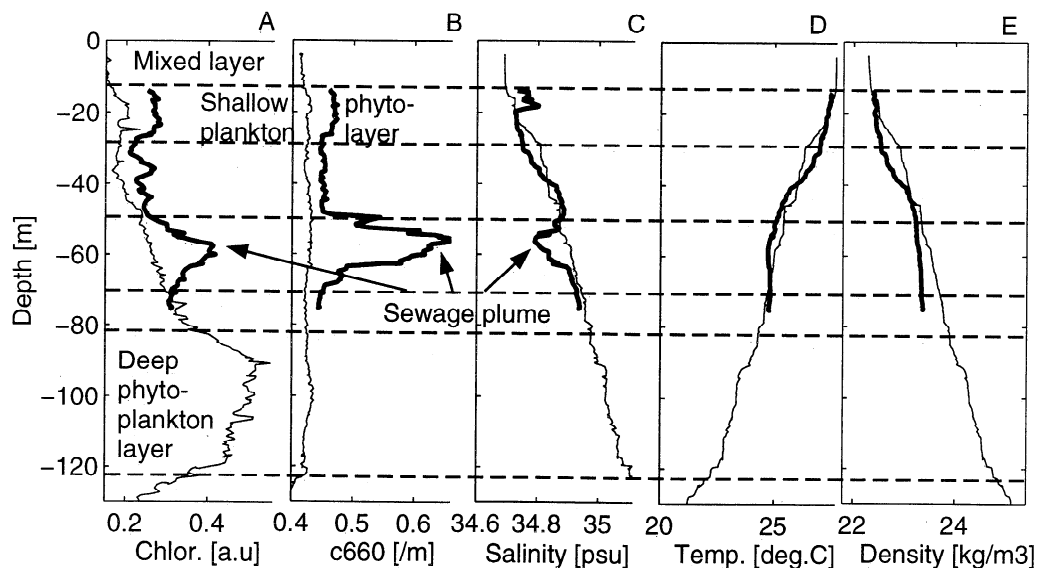 A
B
C
D
E
0
−20
−40
−60
−80
−100
−120
Depth [m]
Mixed layer
Shallow phyto-
plankton layer
Sewage plume
Deep
phyto-
plankton
layer
0.2 0.4 0.4 0.5 0.6 34.6 34.8 35 20 25 22 24
Chlor. [a.u] c660 [/m] Salinity [psu] Temp. [deg.C] Density [kg/m3]